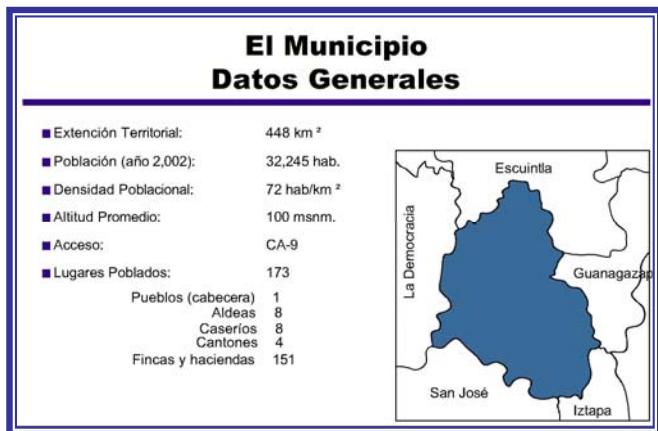 El Municipio
Datos Generales
Extención Territorial: 448 km ²
Población (año 2,002): 32,245 hab.
Densidad Poblacional: 72 hab/km ²
Altitud Promedio: 100 msnm.
Acceso: CA-9
Lugares Poblados: 173
Pueblos (cabecera) 1
Aldeas 8
Caseríos 8
Cantones 4
Fincas y haciendas 151
Escuintla
La Democracia
Guanagazap
San José
Iztapa